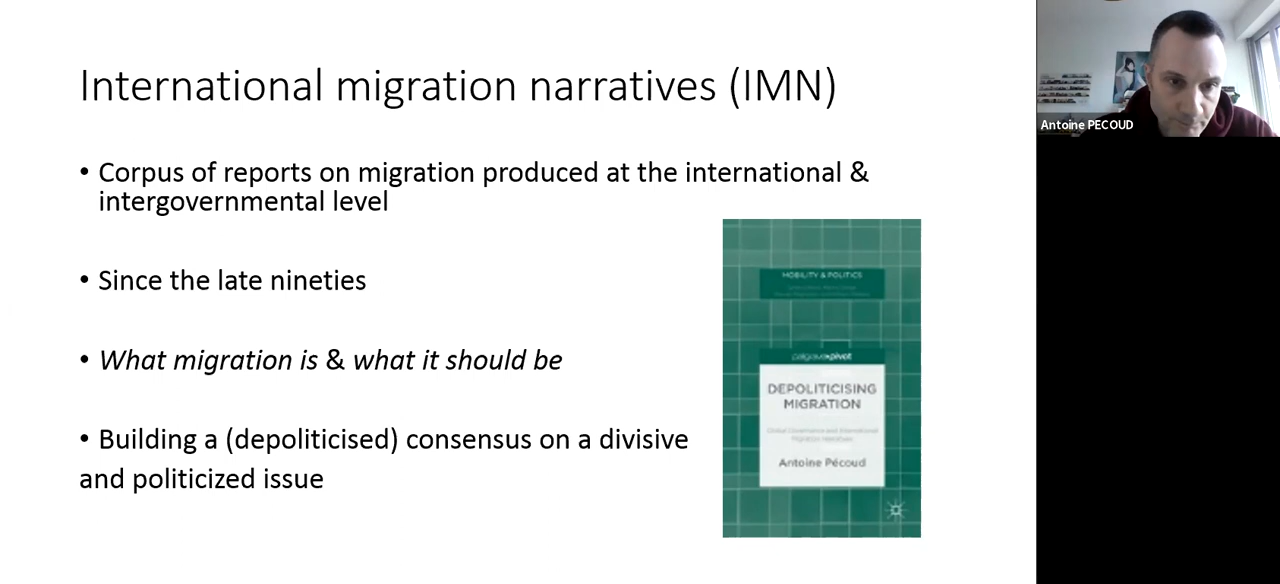 International migration narratives (IMN)
• Corpus of reports on migration produced at the international &
intergovernmental level
• Since the late nineties
• What migration is & what it should be
• Building a (depoliticised) consensus on a divisive
and politicized issue
MOBILITY & POLITICS
palgrave pivot
DEPOLITICISING
MIGRATION
Global Governance and International
Migration Narratives
Antoine Pécoud
Antoine PECOUD